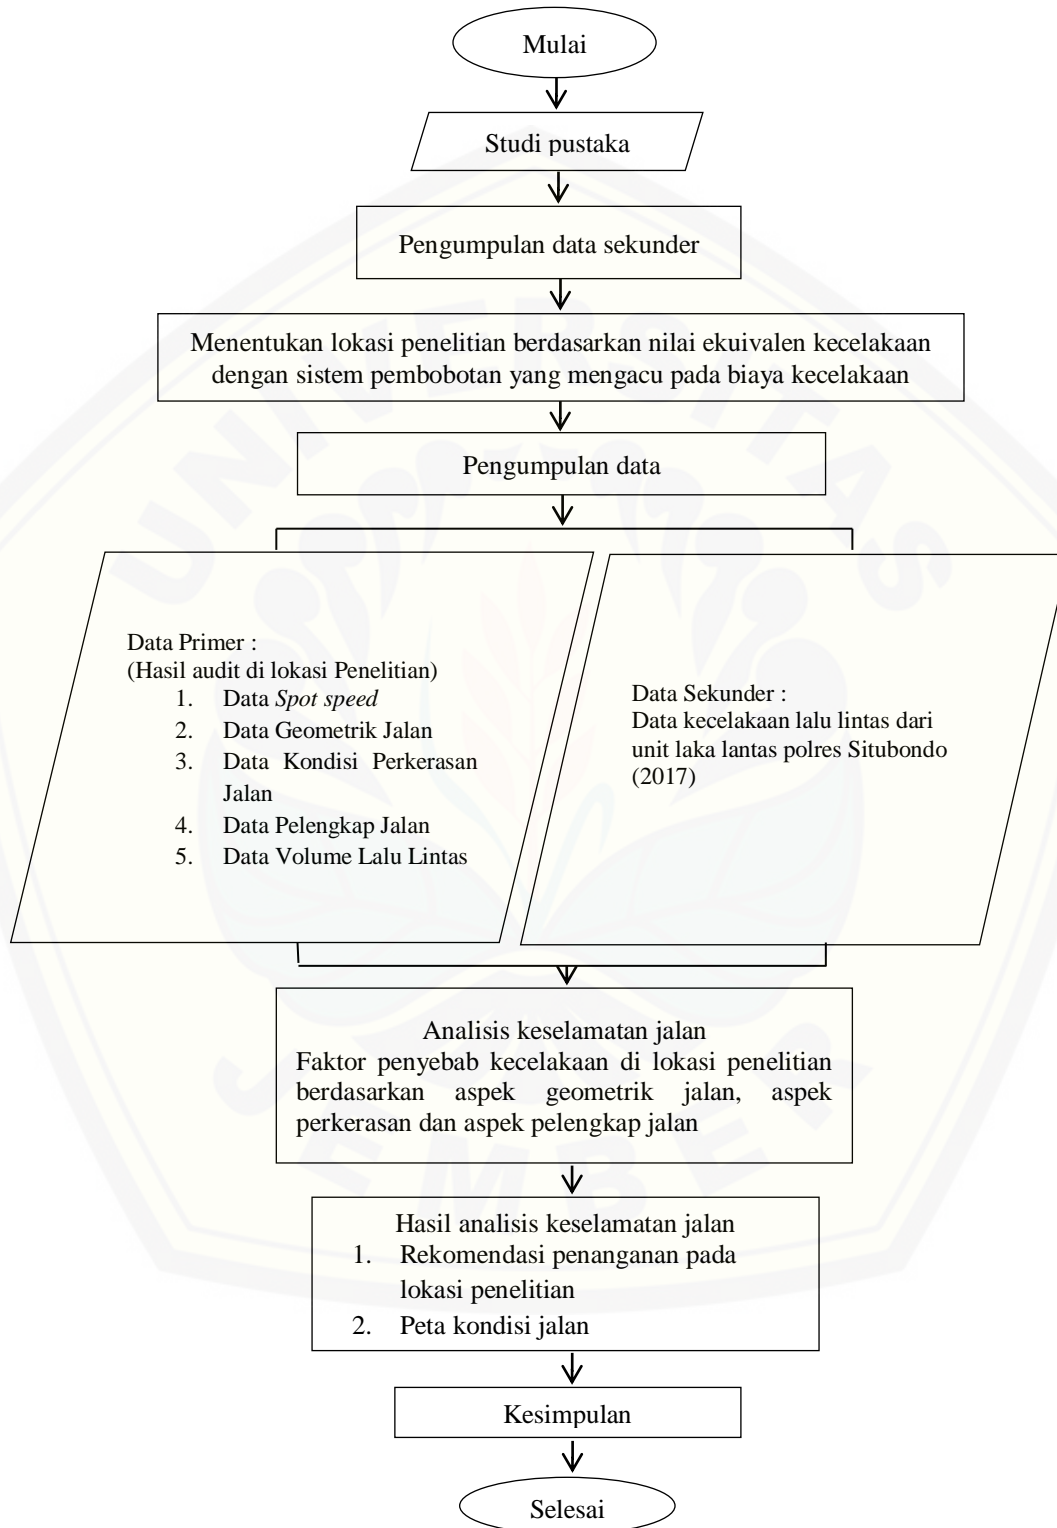 Mulai
Studi pustaka
Pengumpulan data sekunder
Menentukan lokasi penelitian berdasarkan nilai ekuivalen kecelakaan
dengan sistem pembobotan yang mengacu pada biaya kecelakaan
Pengumpulan data
Data Primer :
(Hasil audit di lokasi Penelitian)
1. Data Spot speed
2. Data Geometrik Jalan
3. Data Kondisi Perkerasan
Jalan
4. Data Pelengkap Jalan
5. Data Volume Lalu Lintas
Data Sekunder :
Data kecelakaan lalu lintas dari
unit laka lantas polres Situbondo
(2017)
Analisis keselamatan jalan
Faktor penyebab kecelakaan di lokasi penelitian
berdasarkan aspek geometrik jalan, aspek
perkerasan dan aspek pelengkap jalan
Hasil analisis keselamatan jalan
1. Rekomendasi penanganan pada
lokasi penelitian
2. Peta kondisi jalan
Kesimpulan
Selesai
UNIVERSITAS
JEMBER